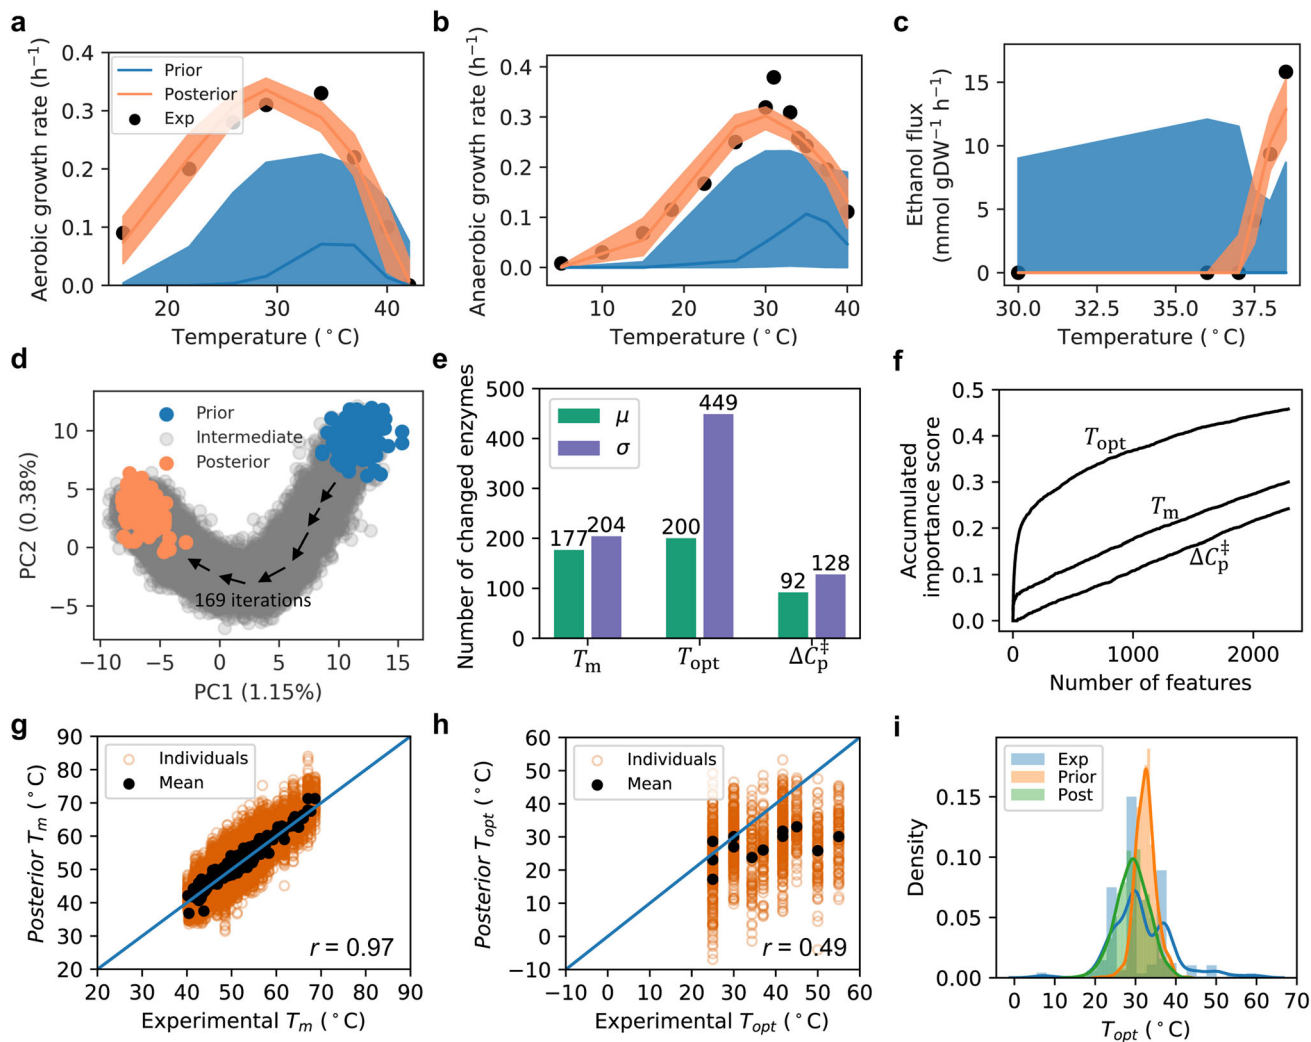 a
Aerobic growth rate (h⁻¹)
0.4
0.3
0.2
0.1
0.0
Prior
Posterior
Exp
20
30
40
Temperature (°C)
b
Anaerobic growth rate (h⁻¹)
0.4
0.3
0.2
0.1
0.0
10
20
30
40
Temperature (°C)
c
Ethanol flux
(mmol gDW⁻¹ h⁻¹)
15
10
5
0
30.0
32.5
35.0
37.5
Temperature (°C)
d
PC2 (0.38%)
10
5
0
−5
Prior
Intermediate
Posterior
169 iterations
−10
−5
0
5
10
15
PC1 (1.15%)
e
Number of changed enzymes
500
400
300
200
100
0
μ
σ
177
204
200
449
92
128
Tm
Topt
ΔCp‡
f
Accumulated
importance score
0.5
0.4
0.3
0.2
0.1
0.0
Topt
Tm
ΔCp‡
0
1000
2000
Number of features
g
Posterior Tm (°C)
90
80
70
60
50
40
30
20
Individuals
Mean
r = 0.97
20
30
40
50
60
70
80
90
Experimental Tm (°C)
h
Posterior Topt (°C)
60
50
40
30
20
10
0
−10
Individuals
Mean
r = 0.49
−10
0
10
20
30
40
50
60
Experimental Topt (°C)
i
Density
0.15
0.10
0.05
0.00
Exp
Prior
Post
0
10
20
30
40
50
60
70
Topt (°C)